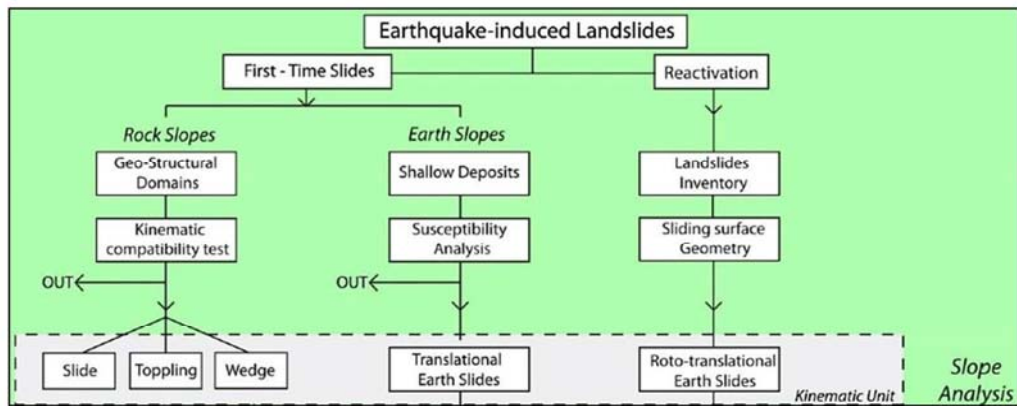 Earthquake-induced Landslides
First - Time Slides
Reactivation
Rock Slopes
Earth Slopes
Geo-Structural
Domains
Shallow Deposits
Landslides
Inventory
Kinematic
compatibility test
Susceptibility
Analysis
Sliding surface
Geometry
OUT
OUT
Slide
Toppling
Wedge
Translational
Earth Slides
Roto-translational
Earth Slides
Kinematic Unit
Slope
Analysis